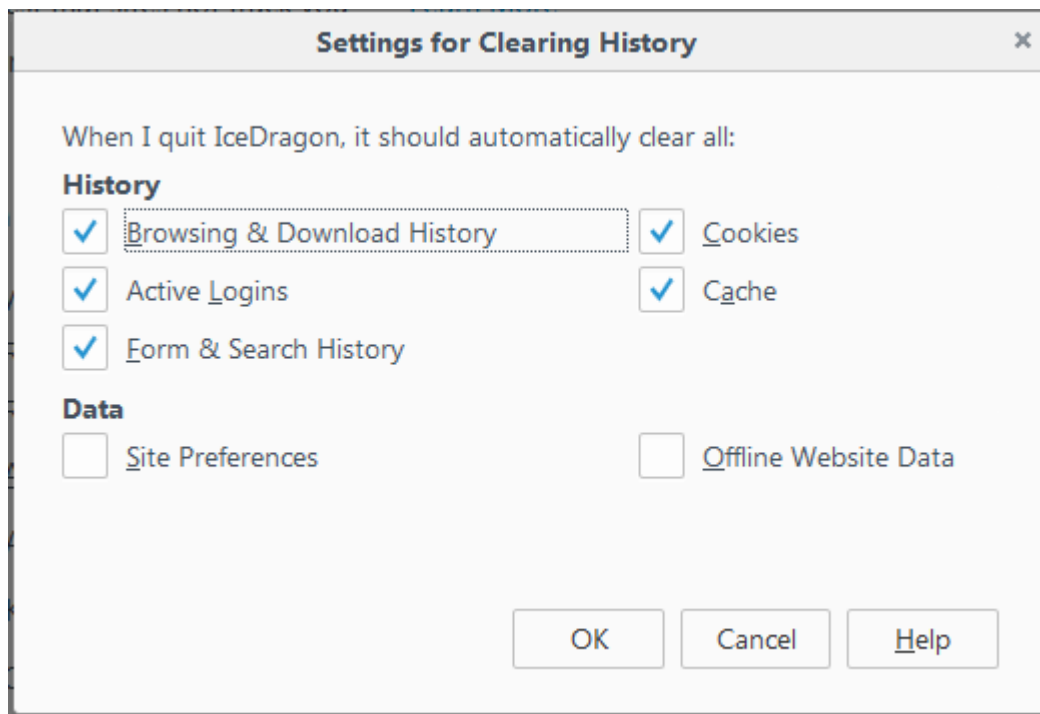 Settings for Clearing History
When I quit IceDragon, it should automatically clear all:
History
Browsing & Download History Cookies
Active Logins Cache
Form & Search History
Data
Site Preferences Offline Website Data
OK Cancel Help